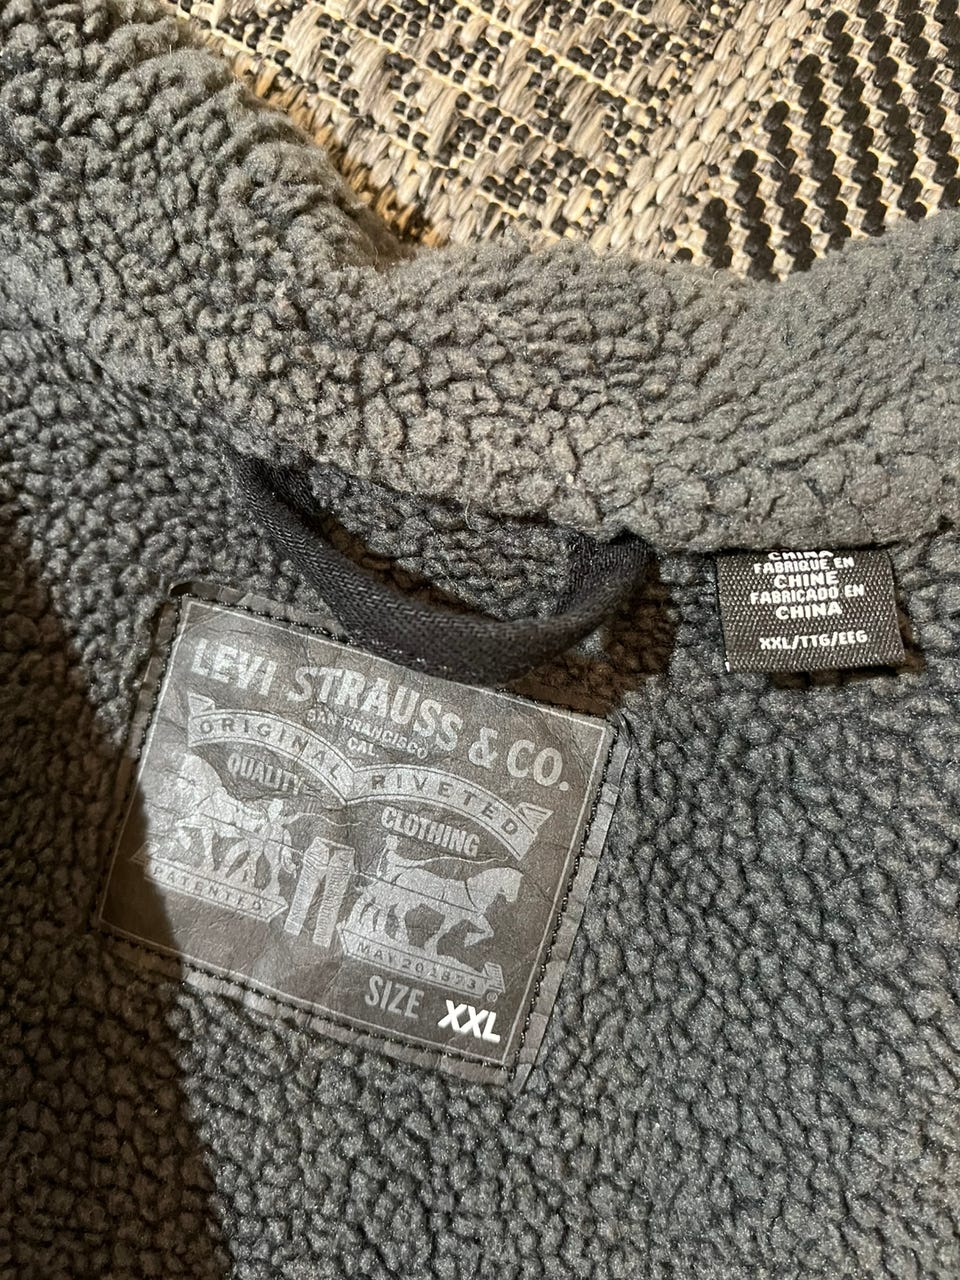 LEVI STRAUSS & CO.
SAN FRANCISCO
CAL
ORIGINAL RIVETED
QUALITY
CLOTHING
PATENTED
MAY 20 1873
®
SIZE XXL
CHINA
FABRIQUE EN
CHINE
FABRICADO EN
CHINA
XXL/TTG/EEG